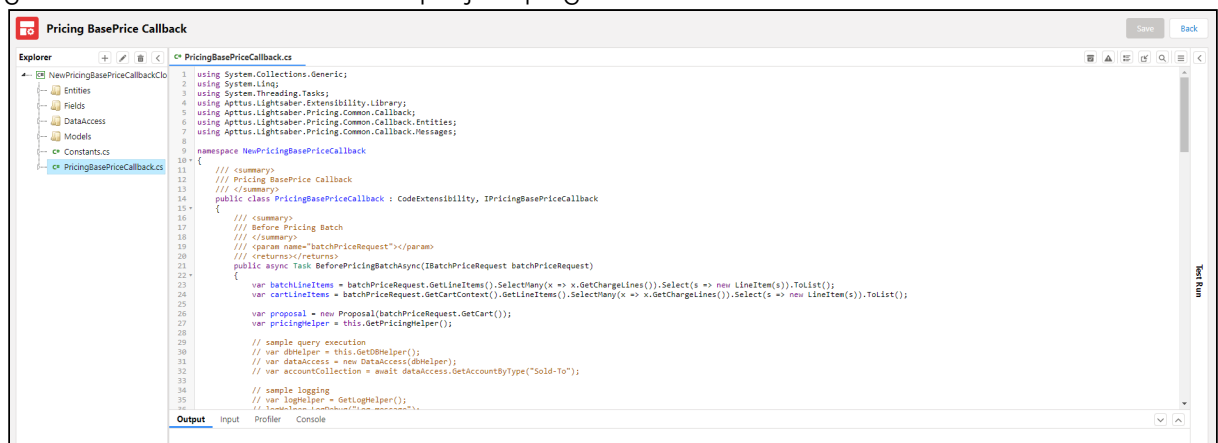 Pricing BasePrice Callback
Save
Back
Explorer
PricingBasePriceCallback.cs
NewPricingBasePriceCallbackClo
Entities
Fields
DataAccess
Models
Constants.cs
PricingBasePriceCallback.cs
1 using System.Collections.Generic;
2 using System.Linq;
3 using System.Threading.Tasks;
4 using Apttus.Lightsaber.Extensibility.Library;
5 using Apttus.Lightsaber.Pricing.Common.Callback;
6 using Apttus.Lightsaber.Pricing.Common.Callback.Entities;
7 using Apttus.Lightsaber.Pricing.Common.Callback.Messages;
8
9 namespace NewPricingBasePriceCallback
10 {
11 /// <summary>
12 /// Pricing BasePrice Callback
13 /// </summary>
14 public class PricingBasePriceCallback : CodeExtensibility, IPricingBasePriceCallback
15 {
16 /// <summary>
17 /// Before Pricing Batch
18 /// </summary>
19 /// <param name="batchPriceRequest"></param>
20 /// <returns></returns>
21 public async Task BeforePricingBatchAsync(IBatchPriceRequest batchPriceRequest)
22 {
23 var batchLineItems = batchPriceRequest.GetLineItems().SelectMany(x => x.GetChargeLines()).Select(s => new LineItem(s)).ToList();
24 var cartLineItems = batchPriceRequest.GetCartContext().GetLineItems().SelectMany(x => x.GetChargeLines()).Select(s => new LineItem(s)).ToList();
25
26 var proposal = new Proposal(batchPriceRequest.GetCart());
27 var pricingHelper = this.GetPricingHelper();
28
29 // sample query execution
30 // var dbHelper = this.GetDBHelper();
31 // var dataAccess = new DataAccess(dbHelper);
32 // var accountCollection = await dataAccess.GetAccountByType("Sold-To");
33
34 // sample logging
35 // var logHelper = GetLogHelper();
Test Run
Output
Input
Profiler
Console